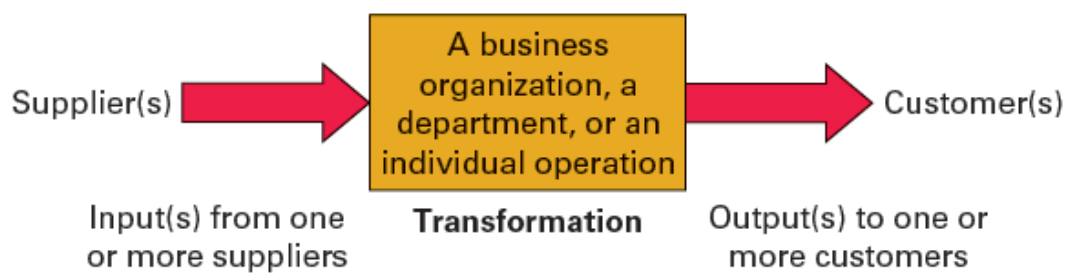 Supplier(s)
A business
organization, a
department, or an
individual operation
Customer(s)
Input(s) from one
or more suppliers
Transformation
Output(s) to one or
more customers